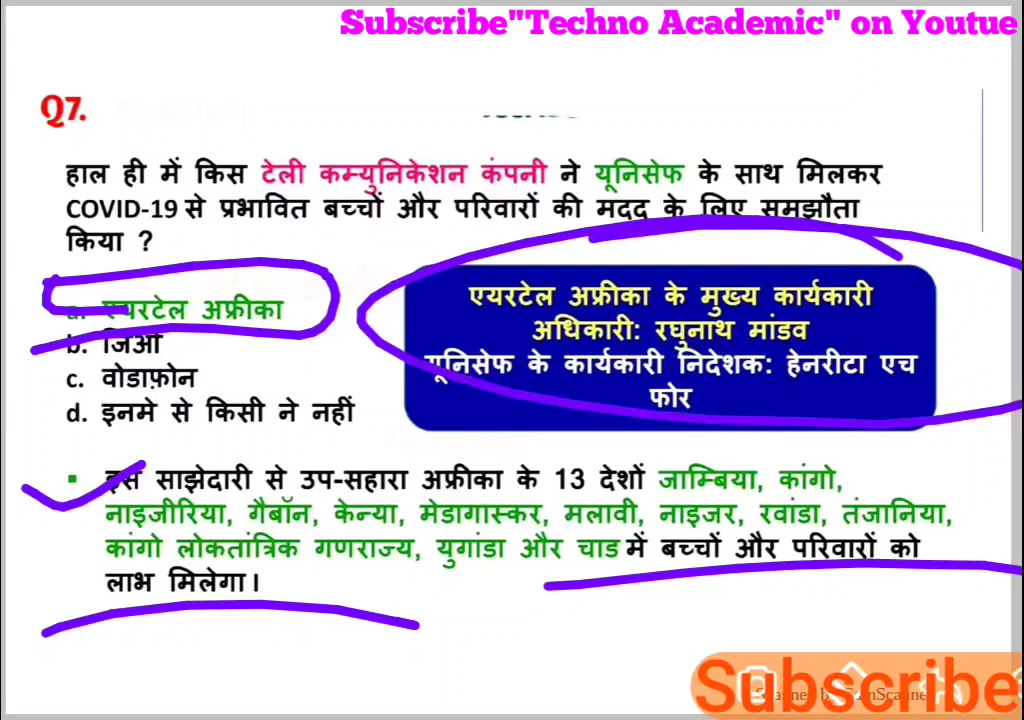 Subscribe"Techno Academic" on Youtue
Q7.
हाल ही में किस टेली कम्युनिकेशन कंपनी ने यूनिसेफ के साथ मिलकर
COVID-19 से प्रभावित बच्चों और परिवारों की मदद के लिए समझौता
किया ?
a. एयरटेल अफ्रीका
b. जिओ
c. वोडाफ़ोन
d. इनमे से किसी ने नहीं
एयरटेल अफ्रीका के मुख्य कार्यकारी
अधिकारी: रघुनाथ मांडव
यूनिसेफ के कार्यकारी निदेशक: हेनरीटा एच
फोर
▪ इस साझेदारी से उप-सहारा अफ्रीका के 13 देशों जाम्बिया, कांगो,
नाइजीरिया, गैबॉन, केन्या, मेडागास्कर, मलावी, नाइजर, रवांडा, तंजानिया,
कांगो लोकतांत्रिक गणराज्य, युगांडा और चाड में बच्चों और परिवारों को
लाभ मिलेगा।
Subscribe